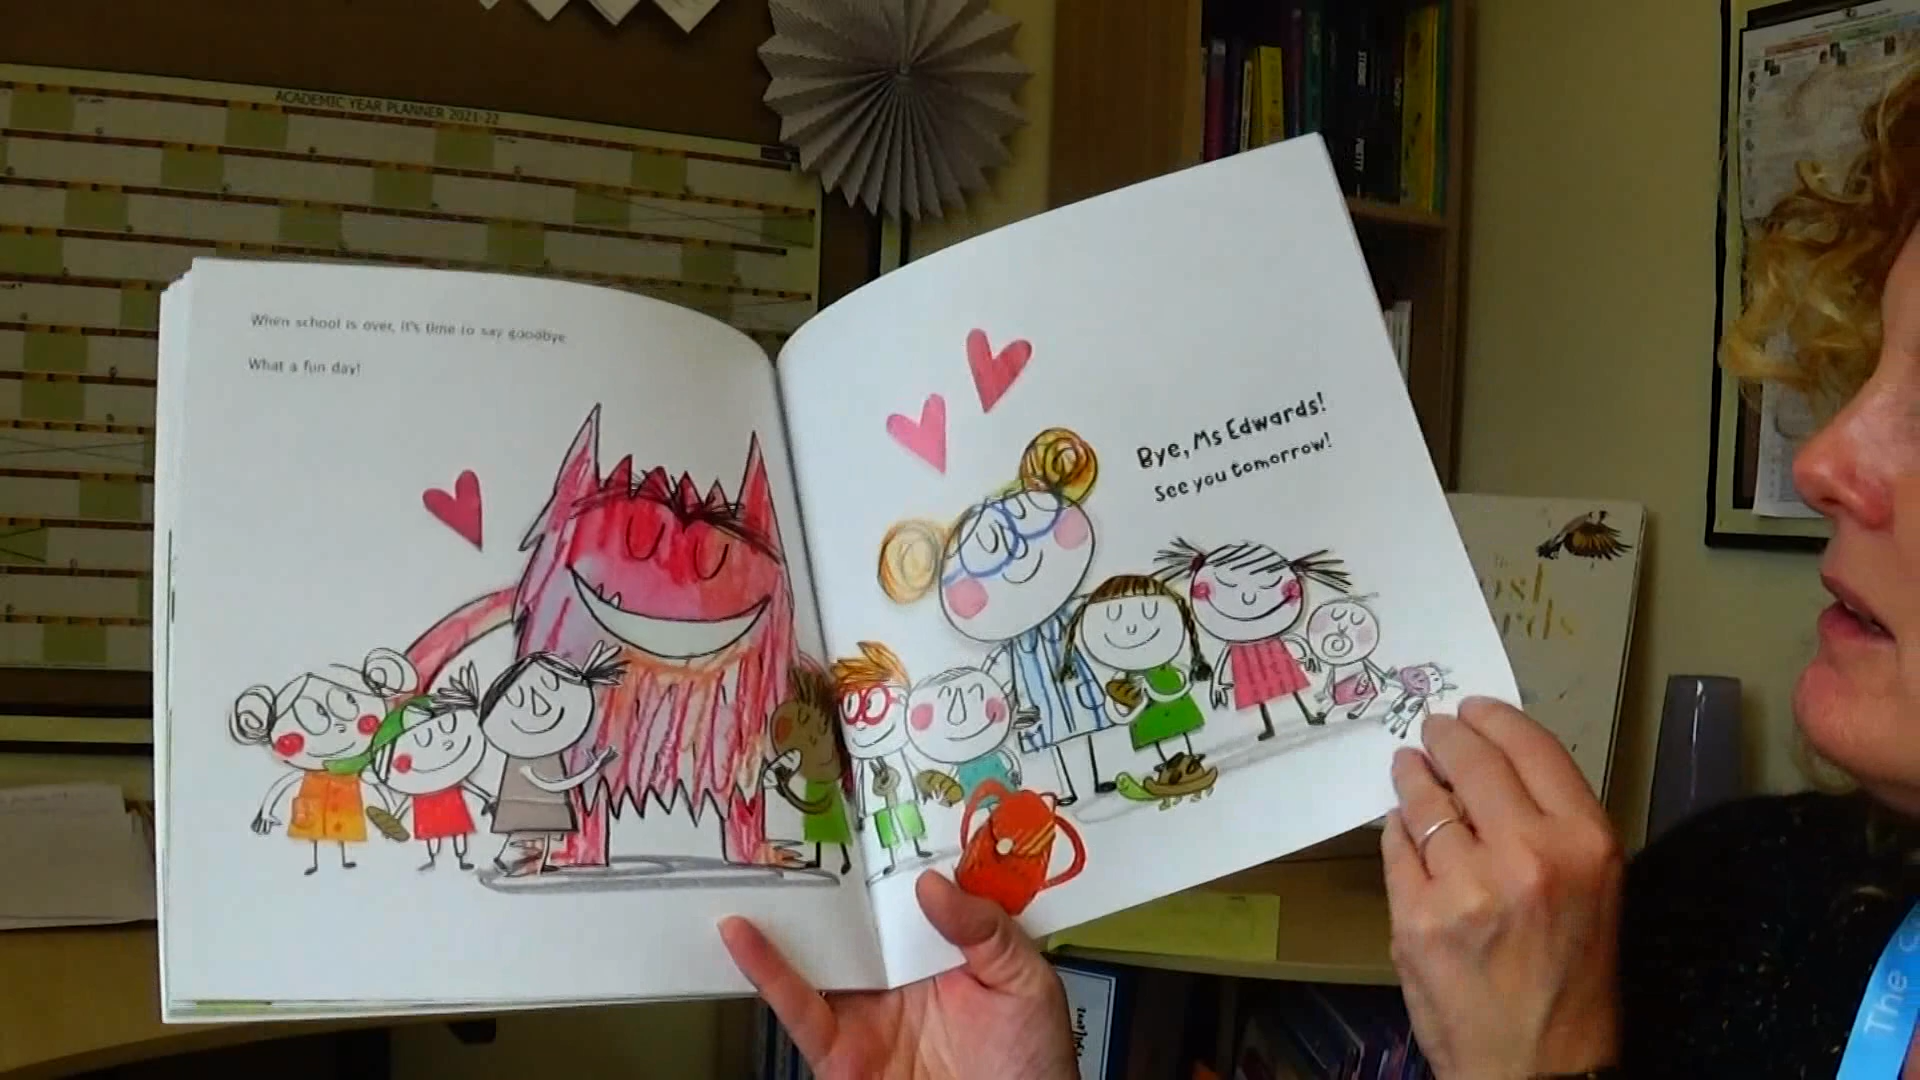 ACADEMIC YEAR PLANNER 2021-22
When school is over, it's time to say goodbye.
What a fun day!
Bye, Ms Edwards!
See you tomorrow!
The